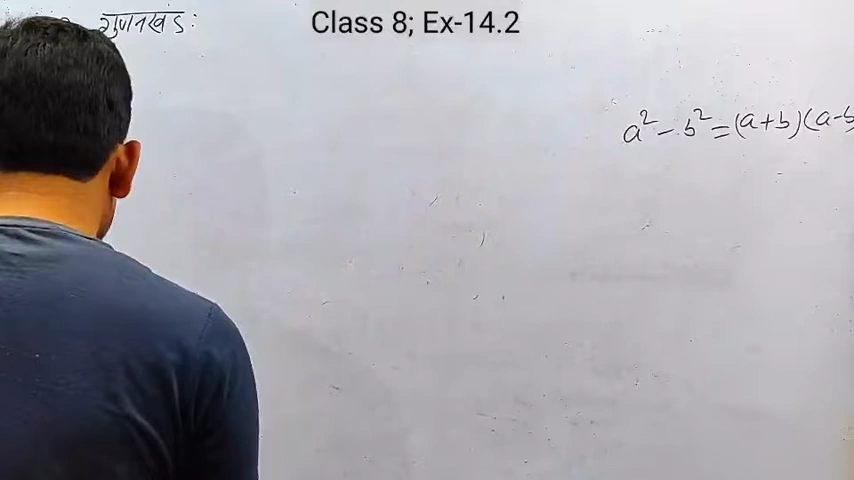 गुणनखंड:
Class 8; Ex-14.2
a² - b² = (a+b)(a-b